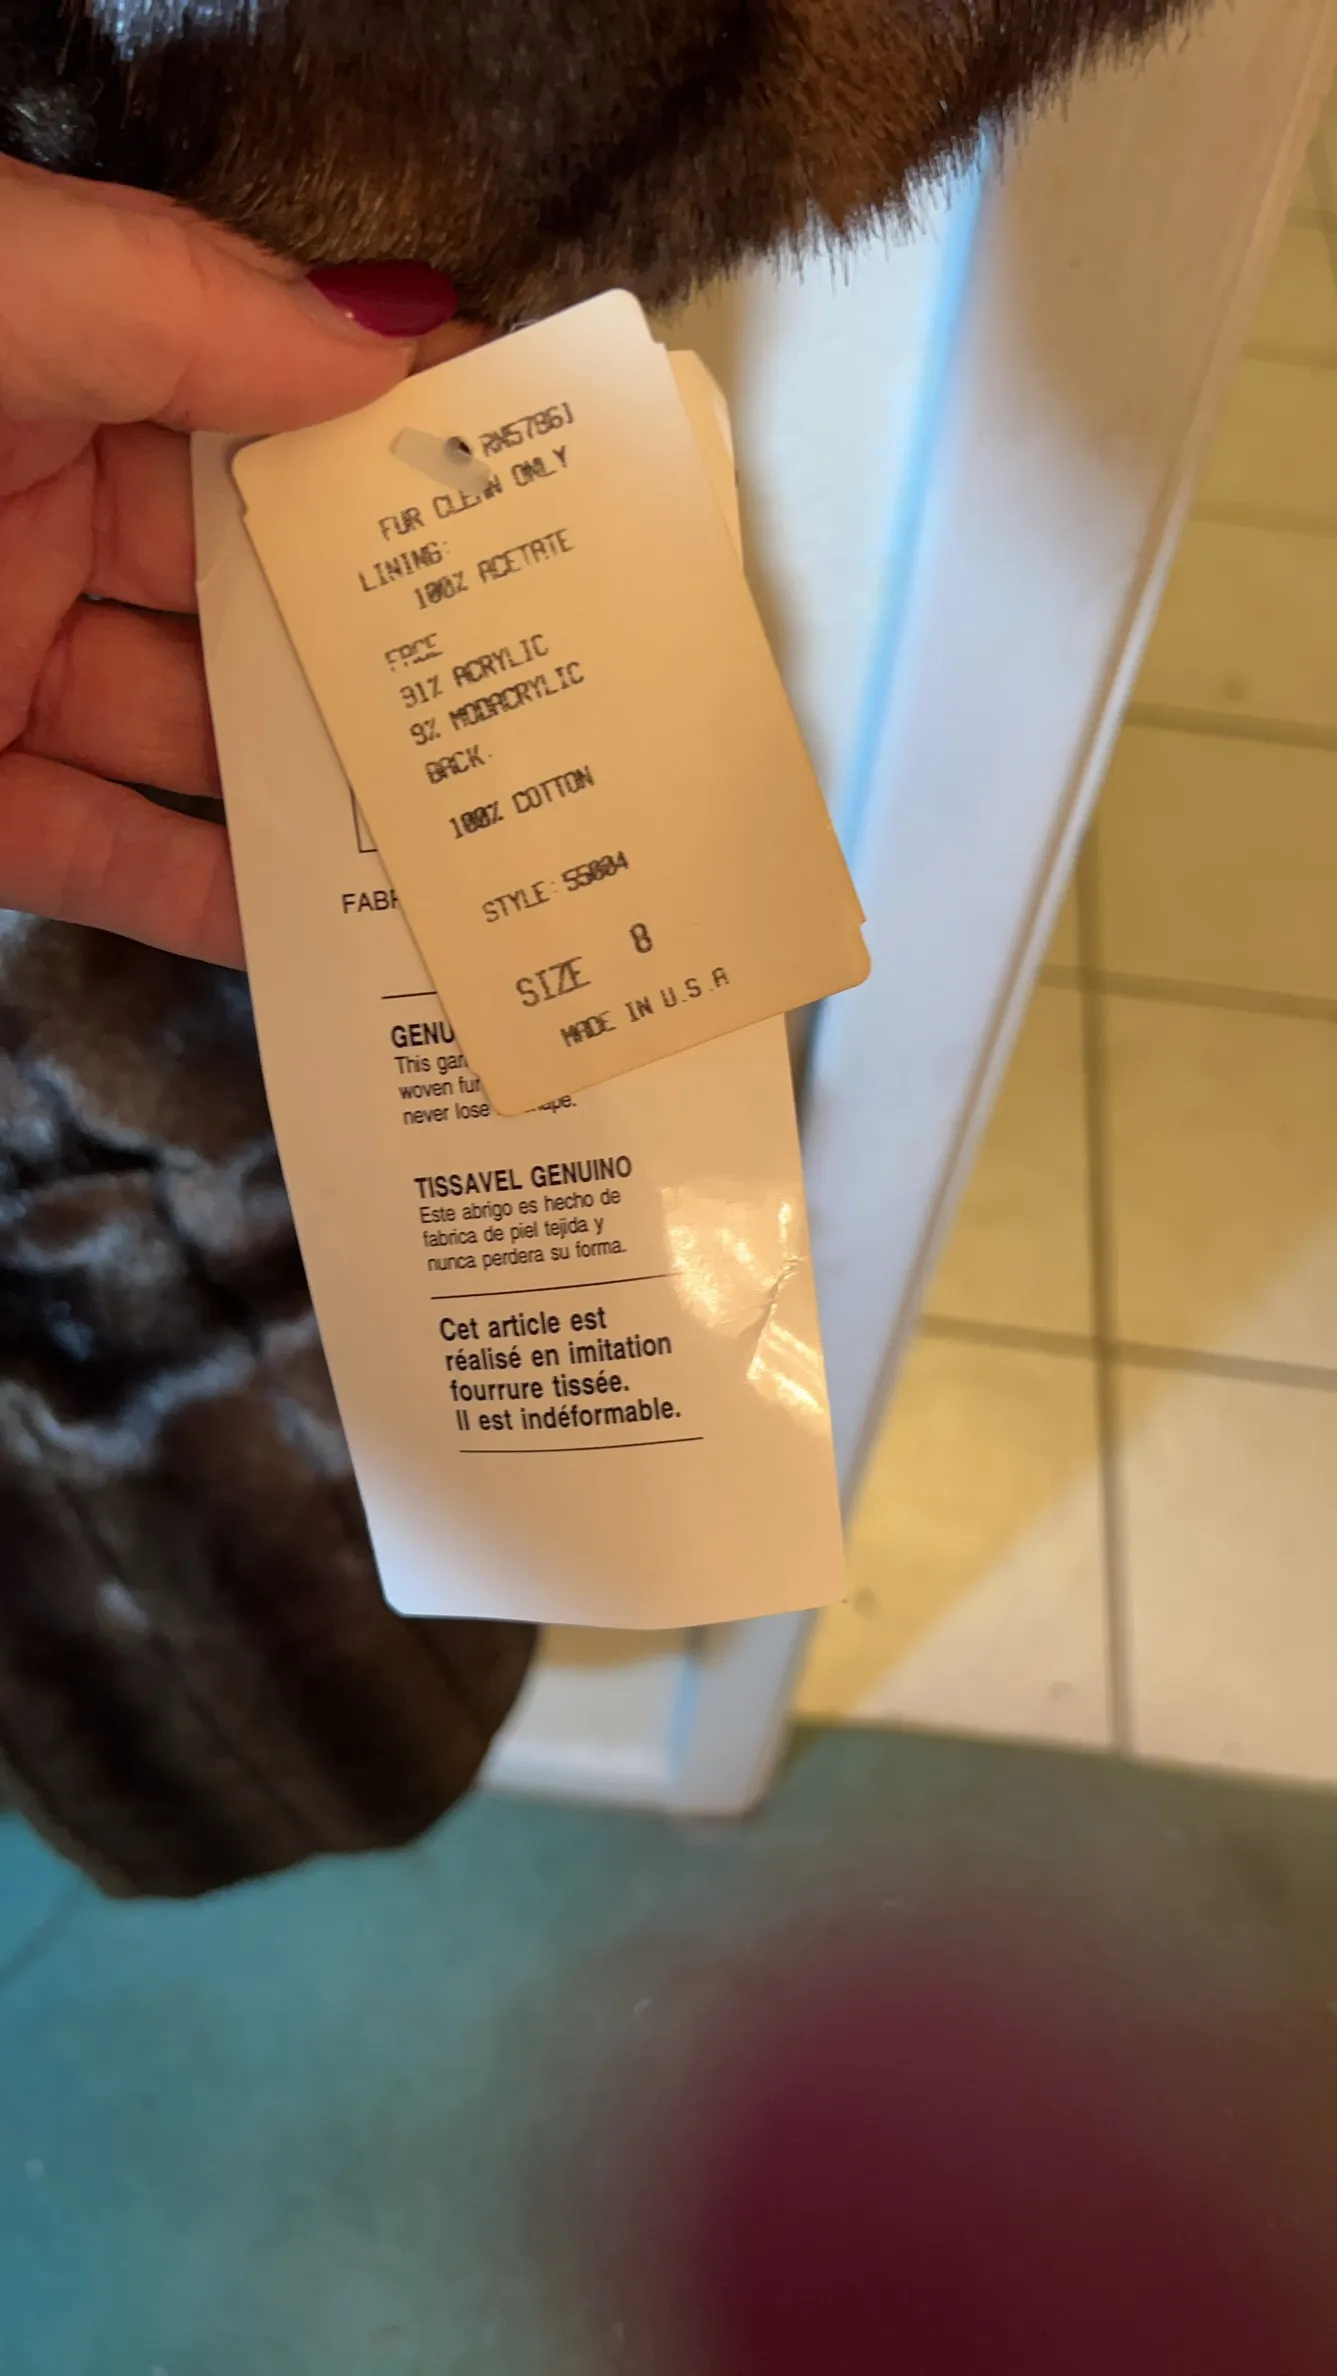 RN57861
FUR CLEAN ONLY
LINING:
100% ACETATE
FACE
91% ACRYLIC
9% MODACRYLIC
BACK:
100% COTTON
STYLE: 55804
SIZE 8
MADE IN U.S.A
FABR
GENU
This gar
woven fur
never lose
TISSAVEL GENUINO
Este abrigo es hecho de
fabrica de piel tejida y
nunca perdera su forma.
Cet article est
réalisé en imitation
fourrure tissée.
Il est indéformable.